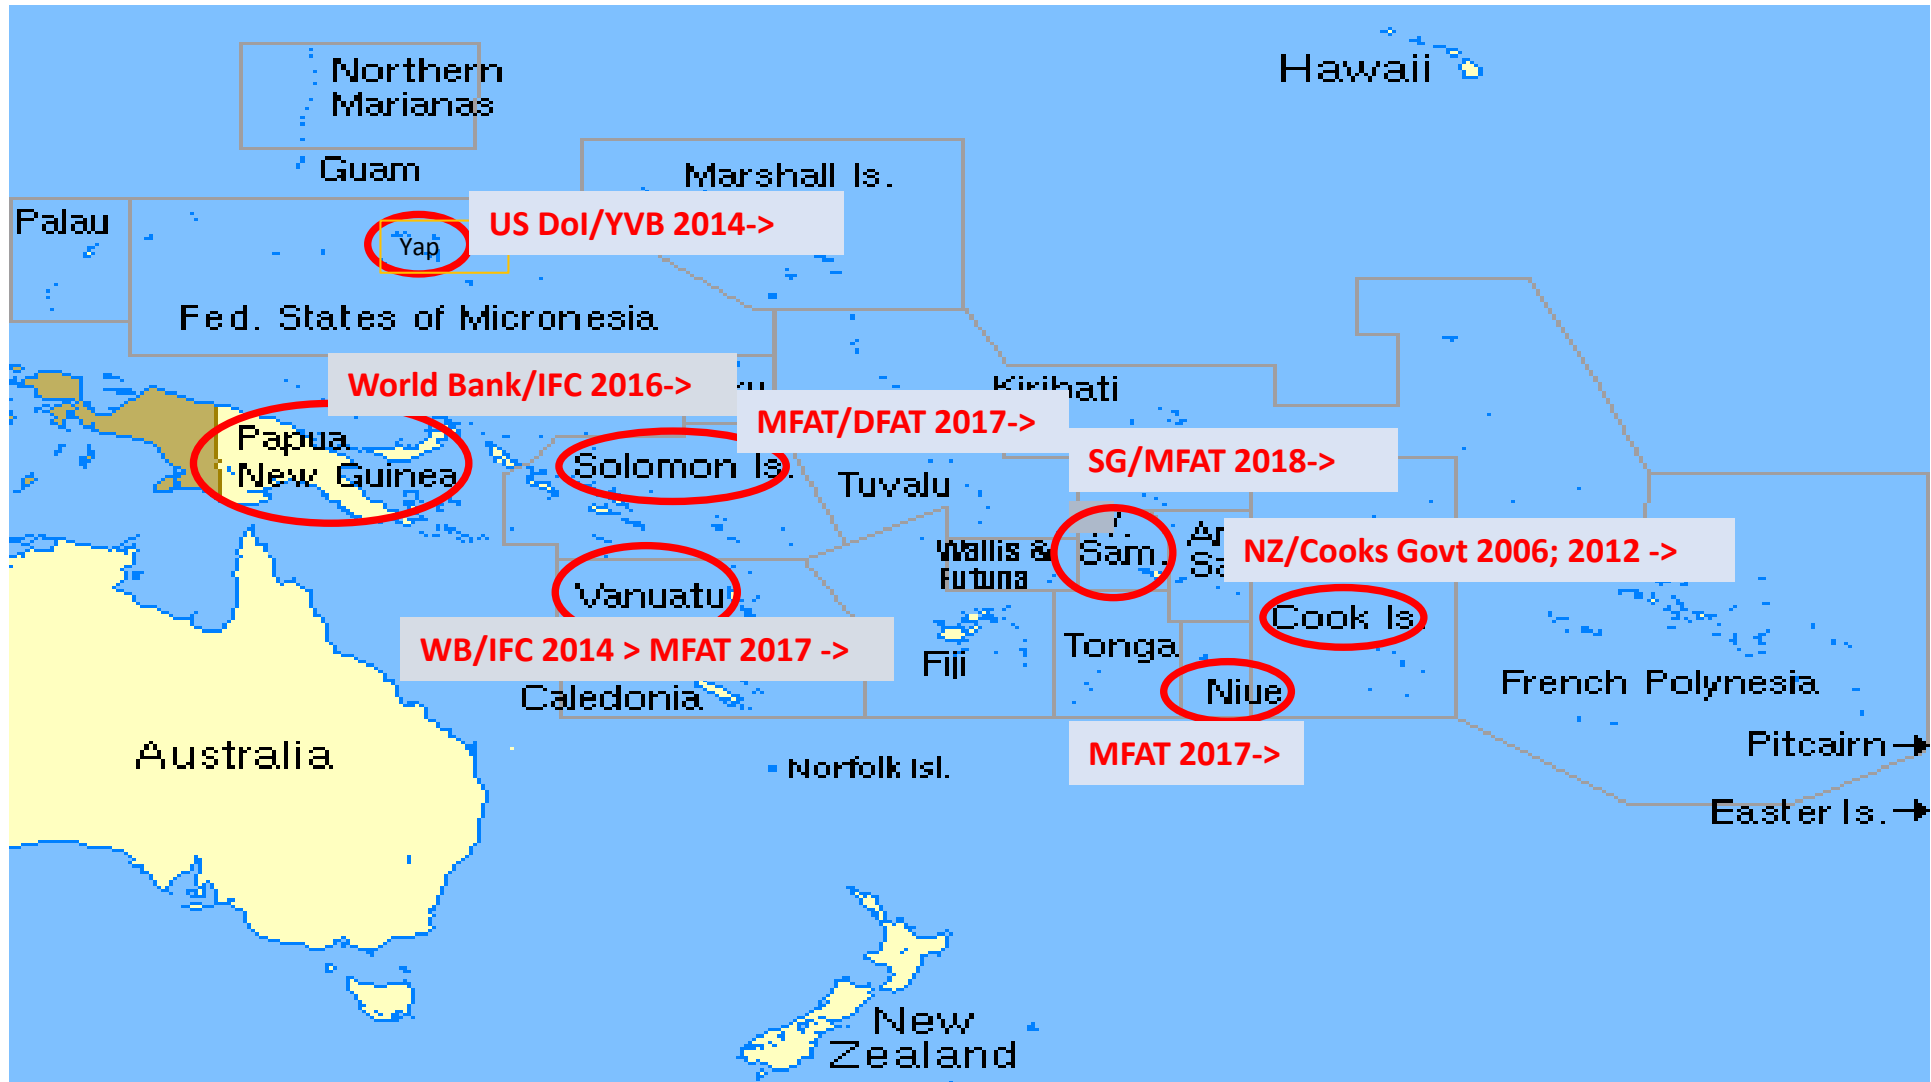 Hawaii
Northern
Marianas
Guam
Marshall Is.
Palau
US DoI/YVB 2014->
Yap
Fed. States of Micronesia
World Bank/IFC 2016->
Kiribati
MFAT/DFAT 2017->
Papua
New Guinea
Solomon Is.
SG/MFAT 2018->
Tuvalu
Wallis &
Futuna
Sam.
NZ/Cooks Govt 2006; 2012 ->
Vanuatu
Cook Is.
WB/IFC 2014 > MFAT 2017 ->
Fiji
Tonga
Niue
French Polynesia
Caledonia
MFAT 2017->
Pitcairn
Australia
Norfolk Isl.
Easter Is.
New
Zealand